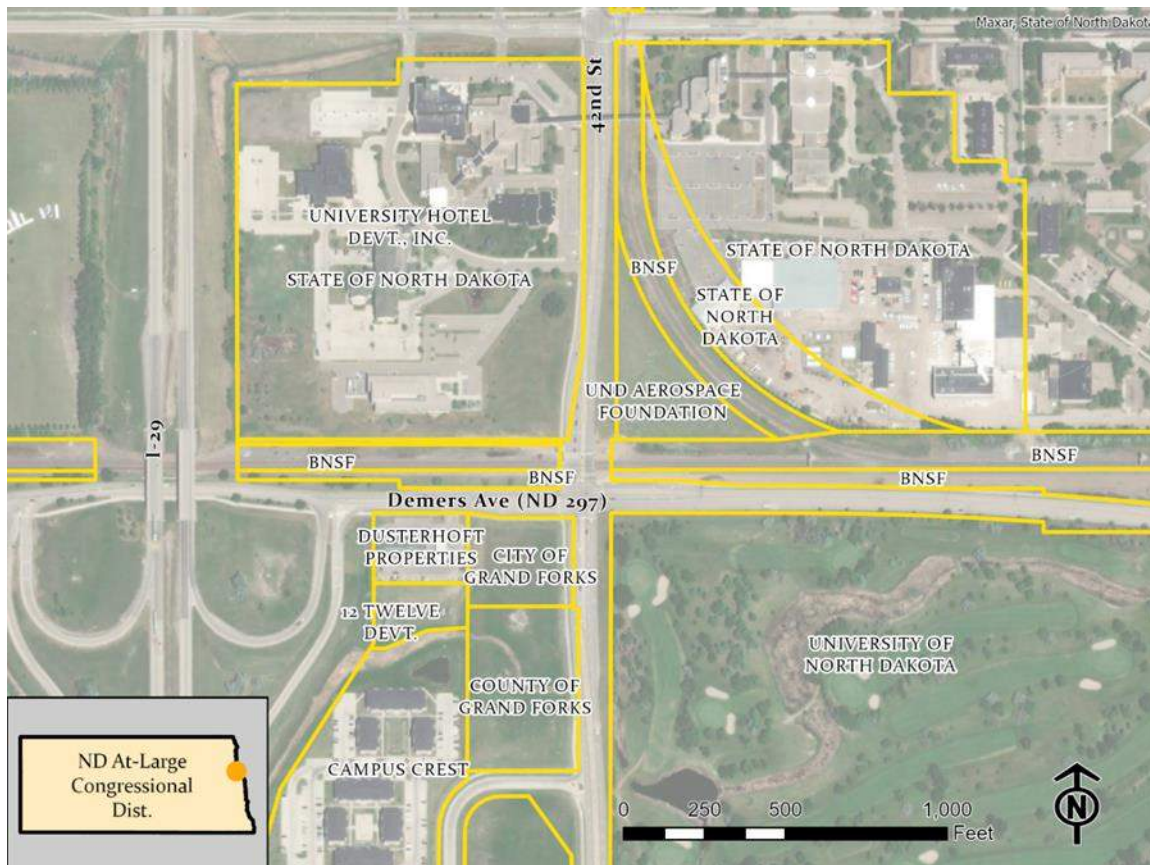 Maxar, State of North Dakota
42nd St
UNIVERSITY HOTEL
DEVT., INC.
STATE OF NORTH DAKOTA
STATE OF NORTH DAKOTA
BNSF
STATE OF
NORTH
DAKOTA
UND AEROSPACE
FOUNDATION
I-29
BNSF
BNSF
BNSF
BNSF
Demers Ave (ND 297)
DUSTERHOFT
PROPERTIES
CITY OF
GRAND FORKS
12 TWELVE
DEVT.
UNIVERSITY OF
NORTH DAKOTA
COUNTY OF
GRAND FORKS
CAMPUS CREST
ND At-Large
Congressional
Dist.
N
0 250 500 1,000
Feet